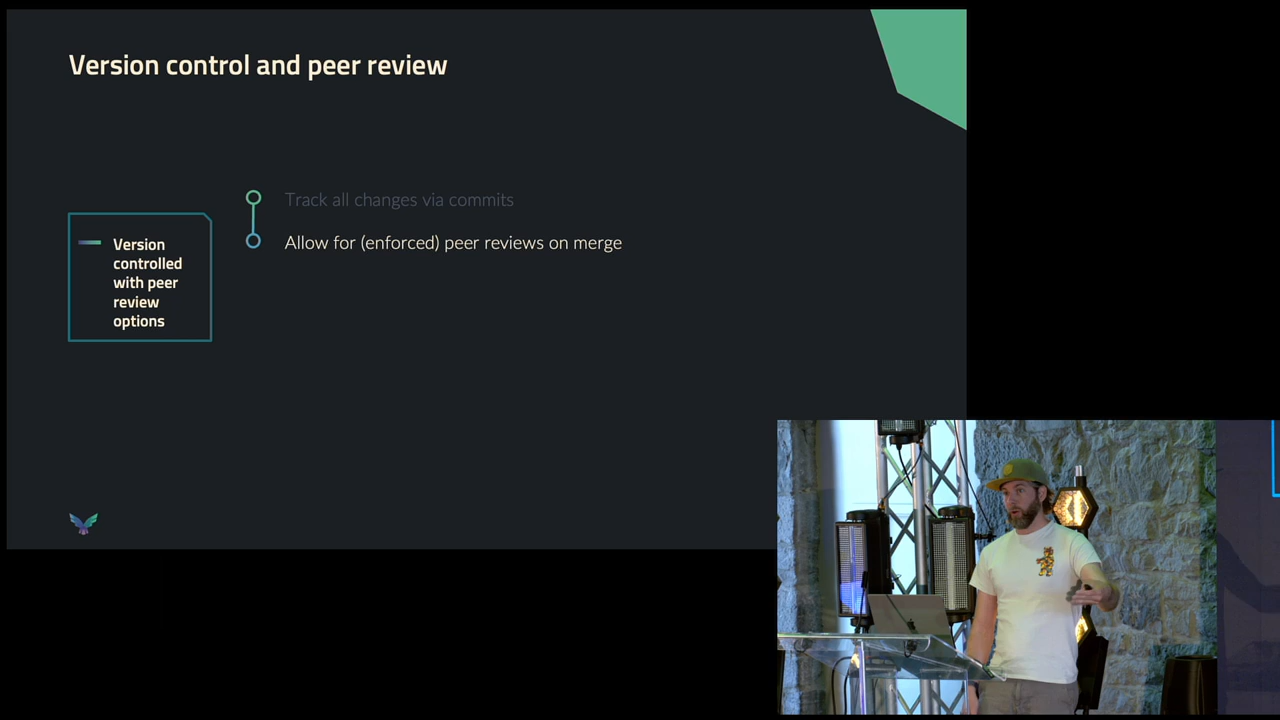 Version control and peer review
Track all changes via commits
Allow for (enforced) peer reviews on merge
Version
controlled
with peer
review
options